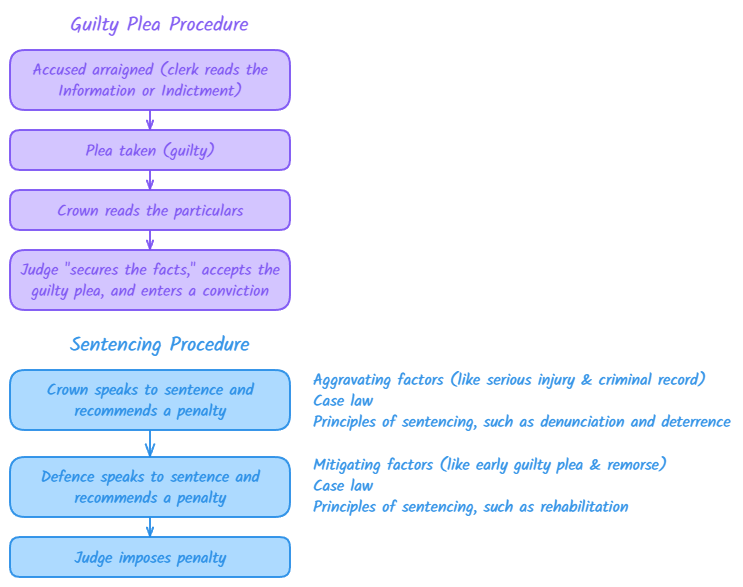 Guilty Plea Procedure
Accused arraigned (clerk reads the
Information or Indictment)
Plea taken (guilty)
Crown reads the particulars
Judge "secures the facts," accepts the
guilty plea, and enters a conviction
Sentencing Procedure
Crown speaks to sentence and
recommends a penalty
Aggravating factors (like serious injury & criminal record)
Case law
Principles of sentencing, such as denunciation and deterrence
Defence speaks to sentence and
recommends a penalty
Mitigating factors (like early guilty plea & remorse)
Case law
Principles of sentencing, such as rehabilitation
Judge imposes penalty